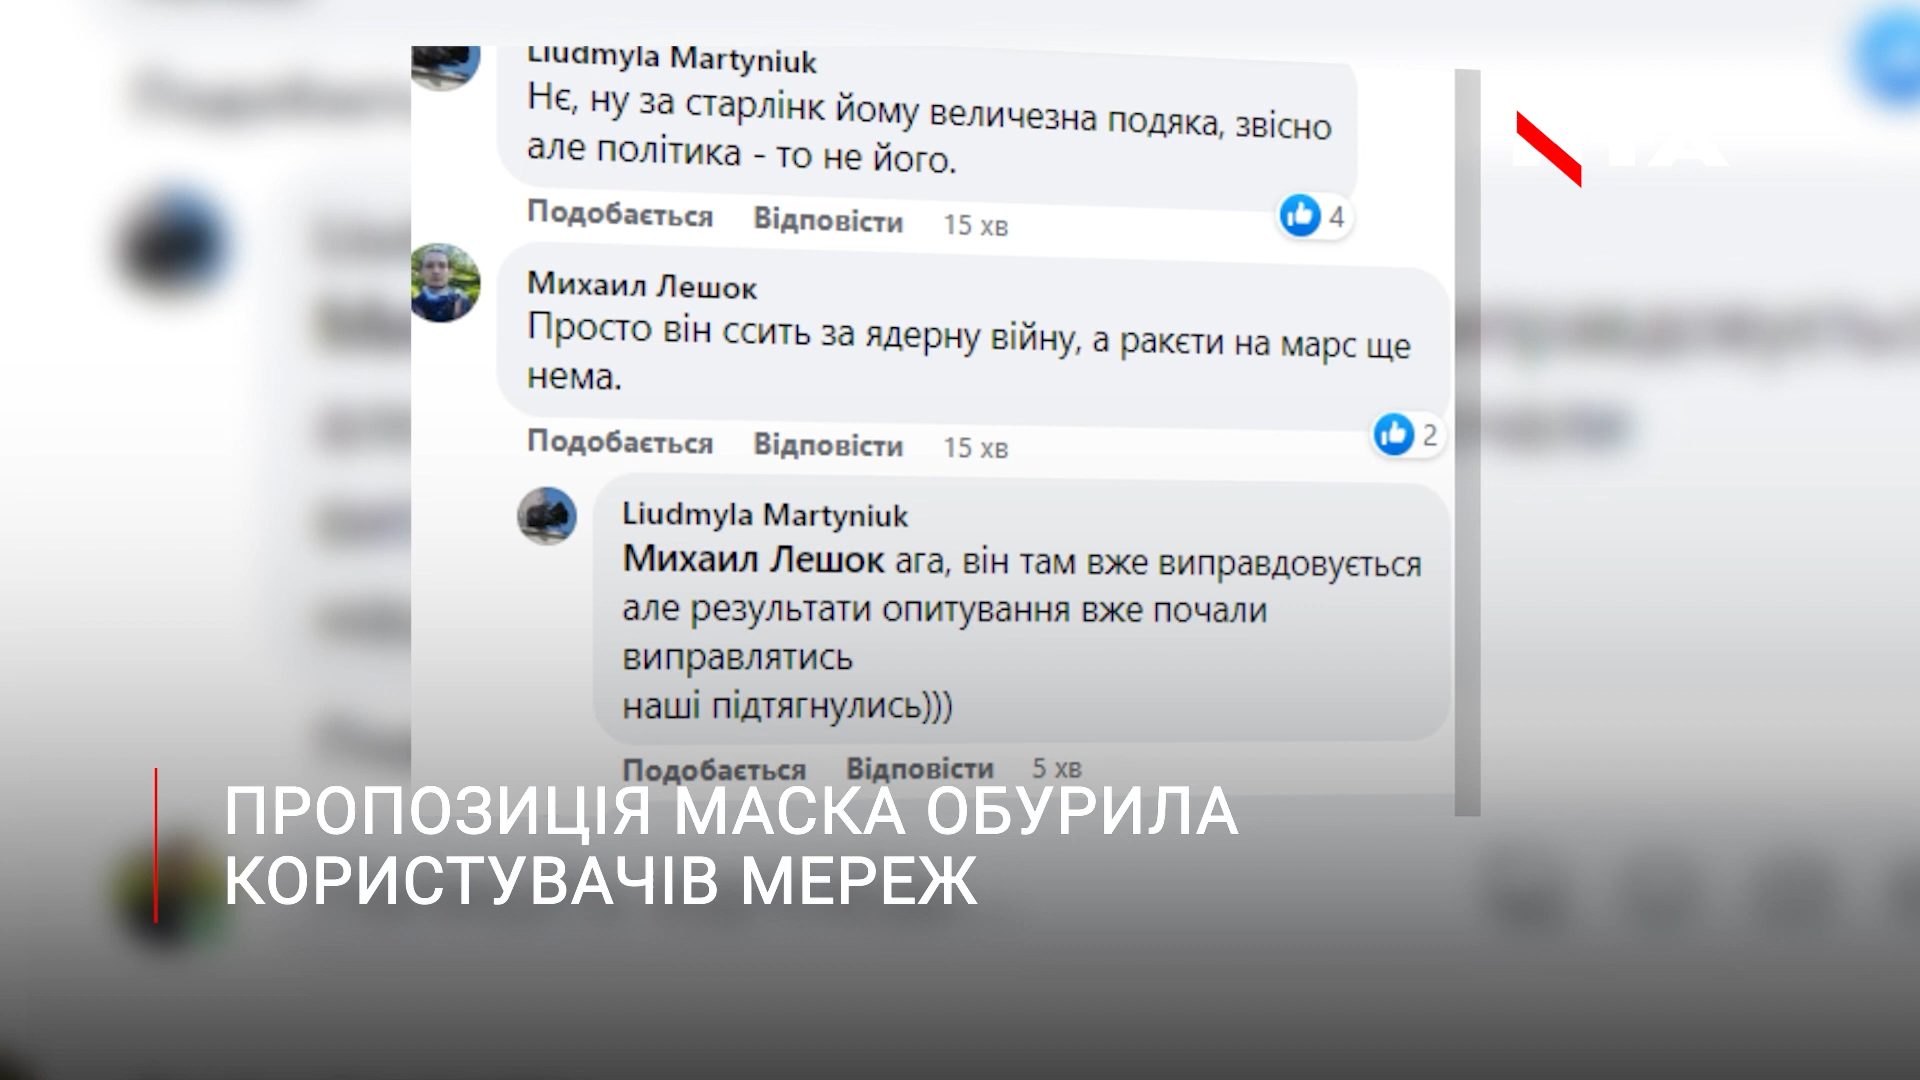 Liudmyla Martyniuk
Нє, ну за старлінк йому величезна подяка, звісно
але політика - то не його.
Подобається Відповісти 15 хв
4
Михаил Лешок
Просто він ссить за ядерну війну, а ракєти на марс ще
нема.
Подобається Відповісти 15 хв
2
Liudmyla Martyniuk
Михаил Лешок ага, він там вже виправдовується
але результати опитування вже почали
виправлятись
наші підтягнулись)))
Подобається Відповісти 5 хв
ПРОПОЗИЦІЯ МАСКА ОБУРИЛА
КОРИСТУВАЧІВ МЕРЕЖ